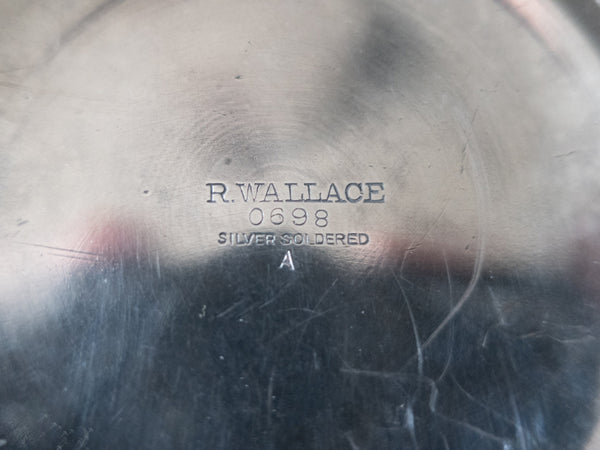 R. WALLACE
0698
SILVER SOLDERED
A